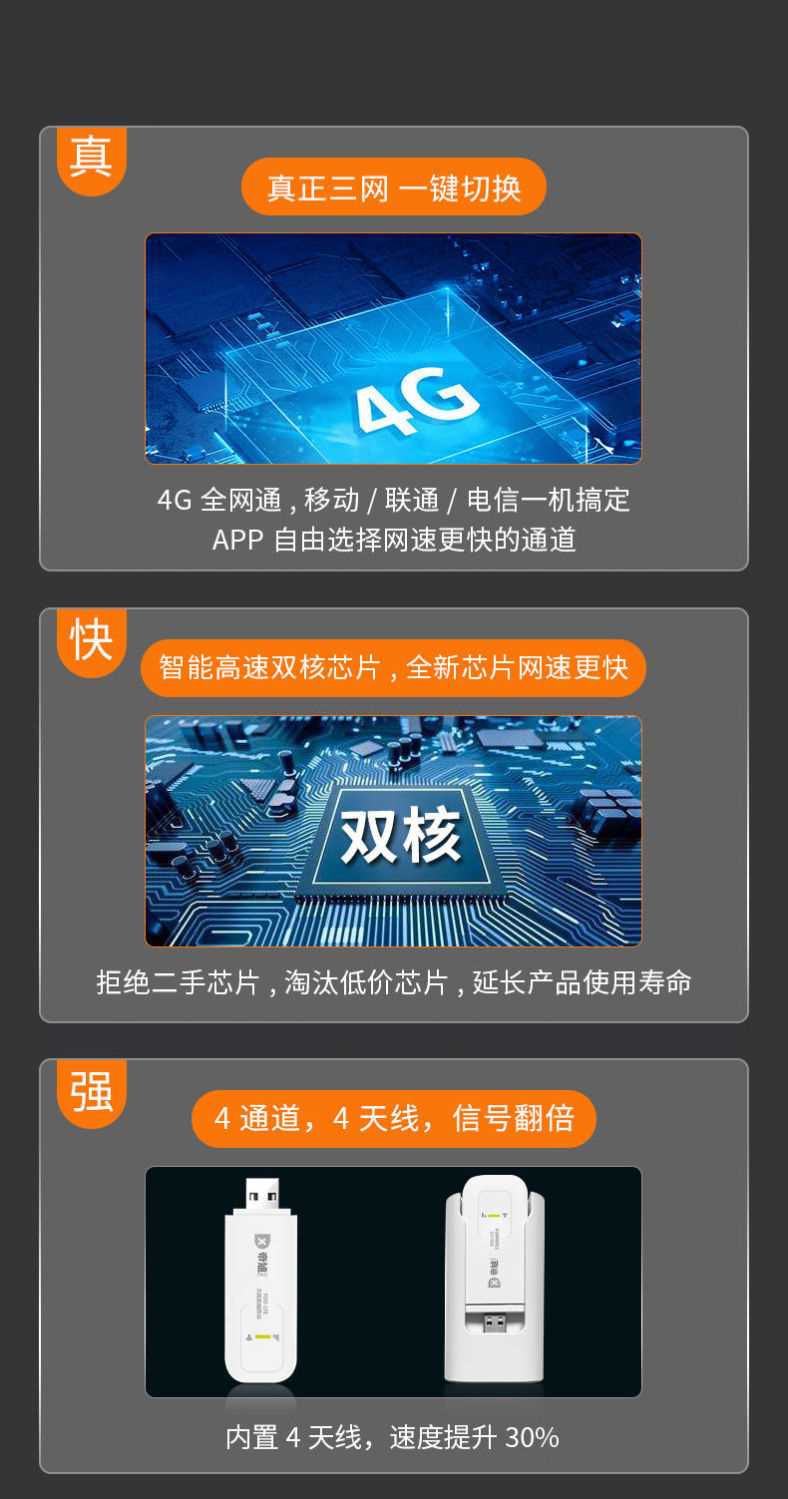 真
真正三网 一键切换
4G
4G 全网通 , 移动 / 联通 / 电信一机搞定
APP 自由选择网速更快的通道
快
智能高速双核芯片 , 全新芯片网速更快
双核
拒绝二手芯片 , 淘汰低价芯片 , 延长产品使用寿命
强
4 通道，4 天线，信号翻倍
帝旭
帝旭
内置 4 天线，速度提升 30%